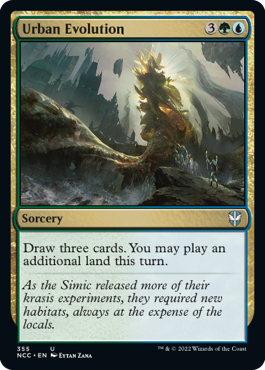 Urban Evolution 3
Sorcery
Draw three cards. You may play an
additional land this turn.
As the Simic released more of their
krasis experiments, they required new
habitats, always at the expense of the
locals.
355 U
NCC • EN Eytan Zana
™ & © 2022 Wizards of the Coast